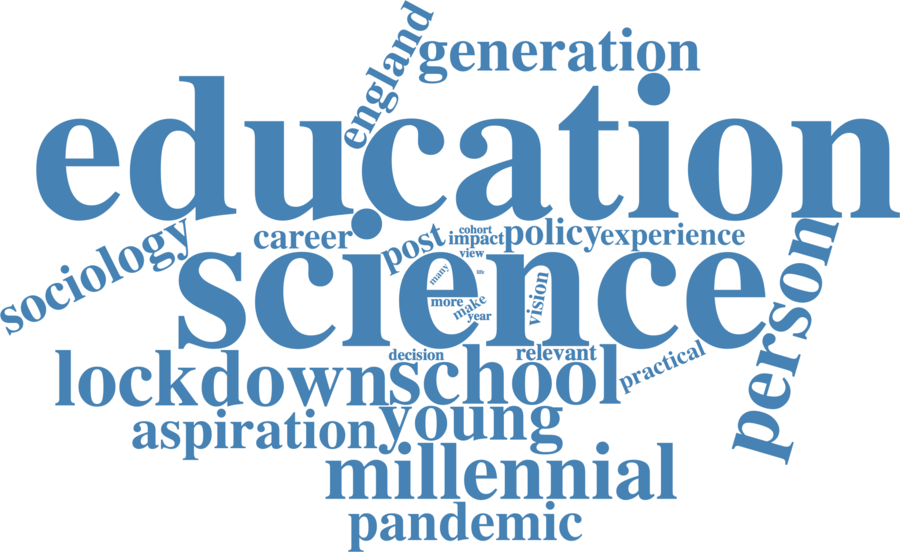 england
generation
education
sociology
career
post
cohort
impact
view
policy
experience
person
science
many
life
more
make
year
vision
decision
relevant
practical
lockdown
school
aspiration
young
millennial
pandemic